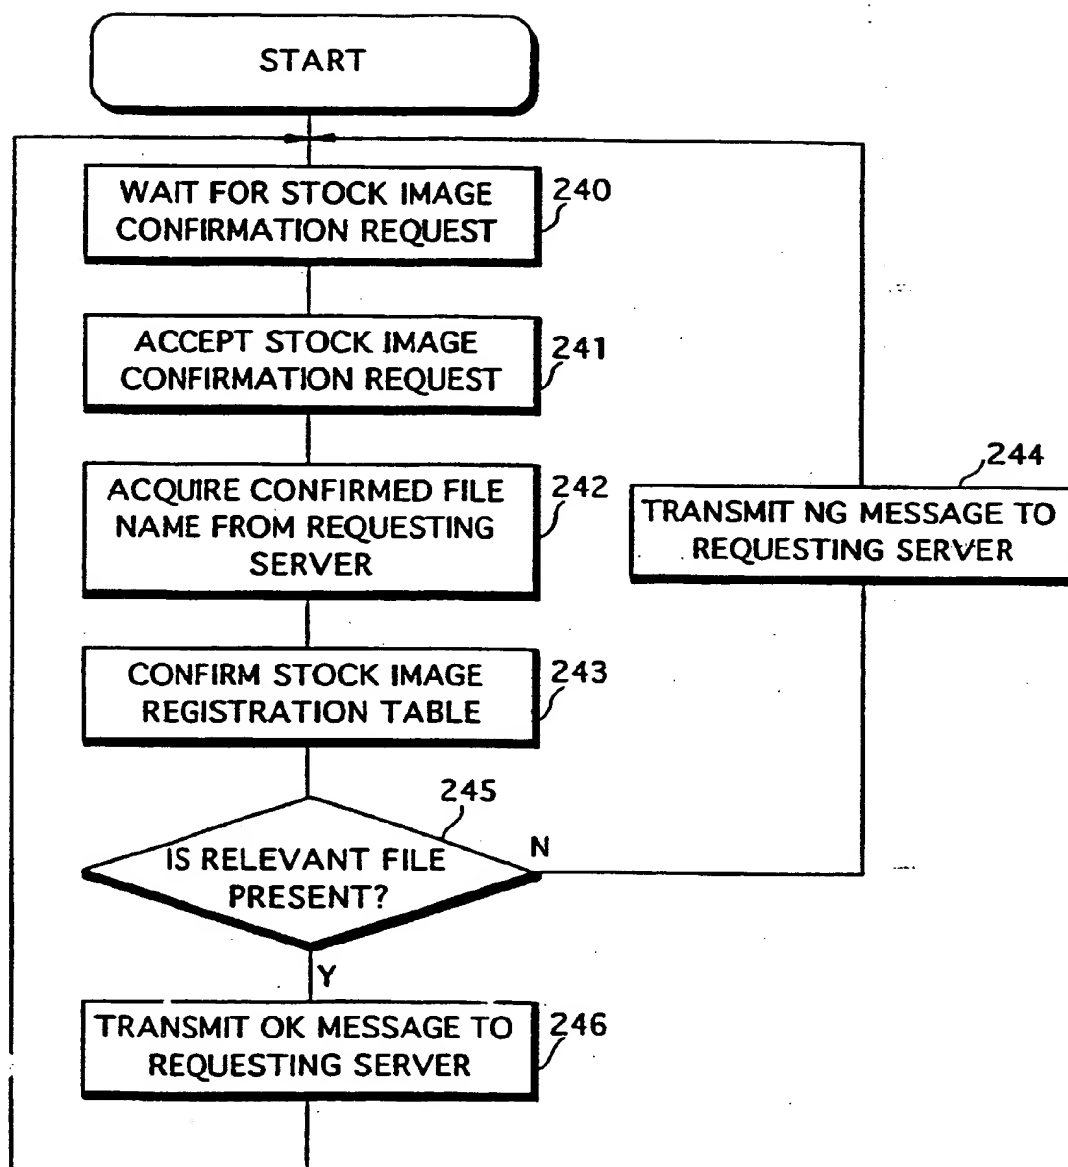 START
WAIT FOR STOCK IMAGE
CONFIRMATION REQUEST
240
ACCEPT STOCK IMAGE
CONFIRMATION REQUEST
241
ACQUIRE CONFIRMED FILE
NAME FROM REQUESTING
SERVER
242
244
TRANSMIT NG MESSAGE TO
REQUESTING SERVER
CONFIRM STOCK IMAGE
REGISTRATION TABLE
243
245
IS RELEVANT FILE
PRESENT?
N
Y
TRANSMIT OK MESSAGE TO
REQUESTING SERVER
246